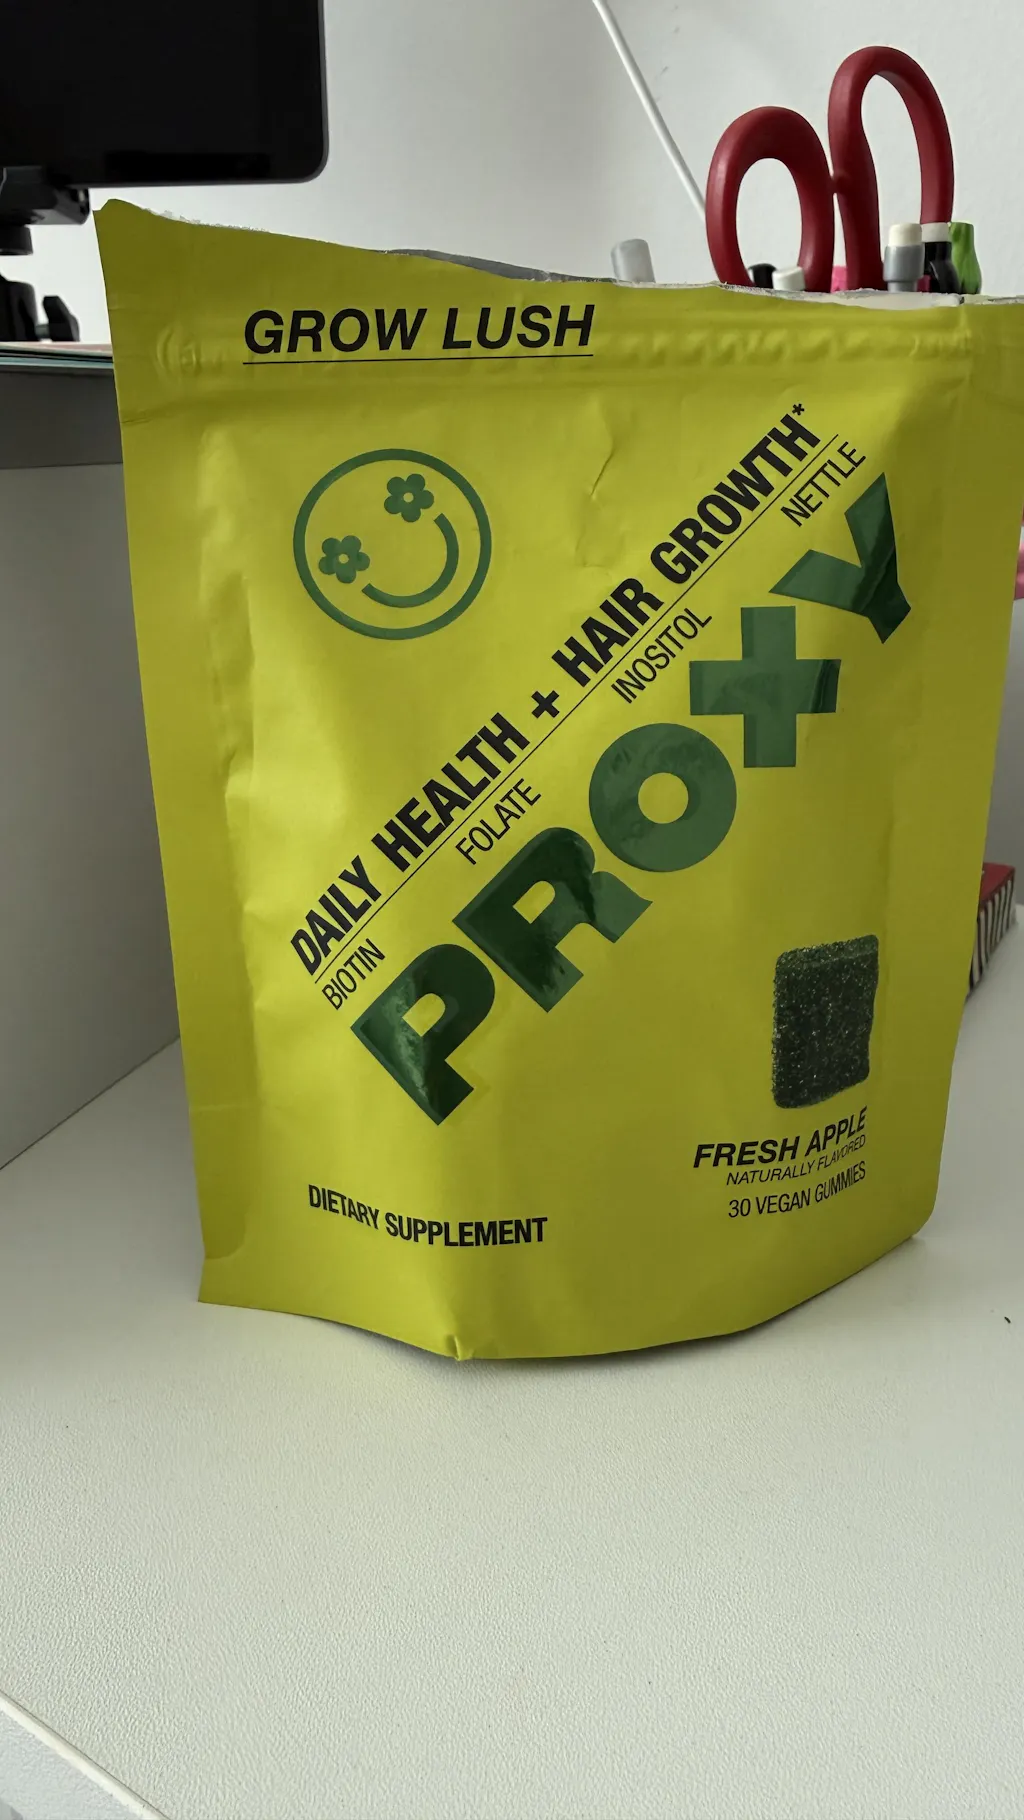 GROW LUSH
DAILY HEALTH + HAIR GROWTH*
BIOTIN FOLATE INOSITOL NETTLE
PRO+Y
FRESH APPLE
NATURALLY FLAVORED
30 VEGAN GUMMIES
DIETARY SUPPLEMENT